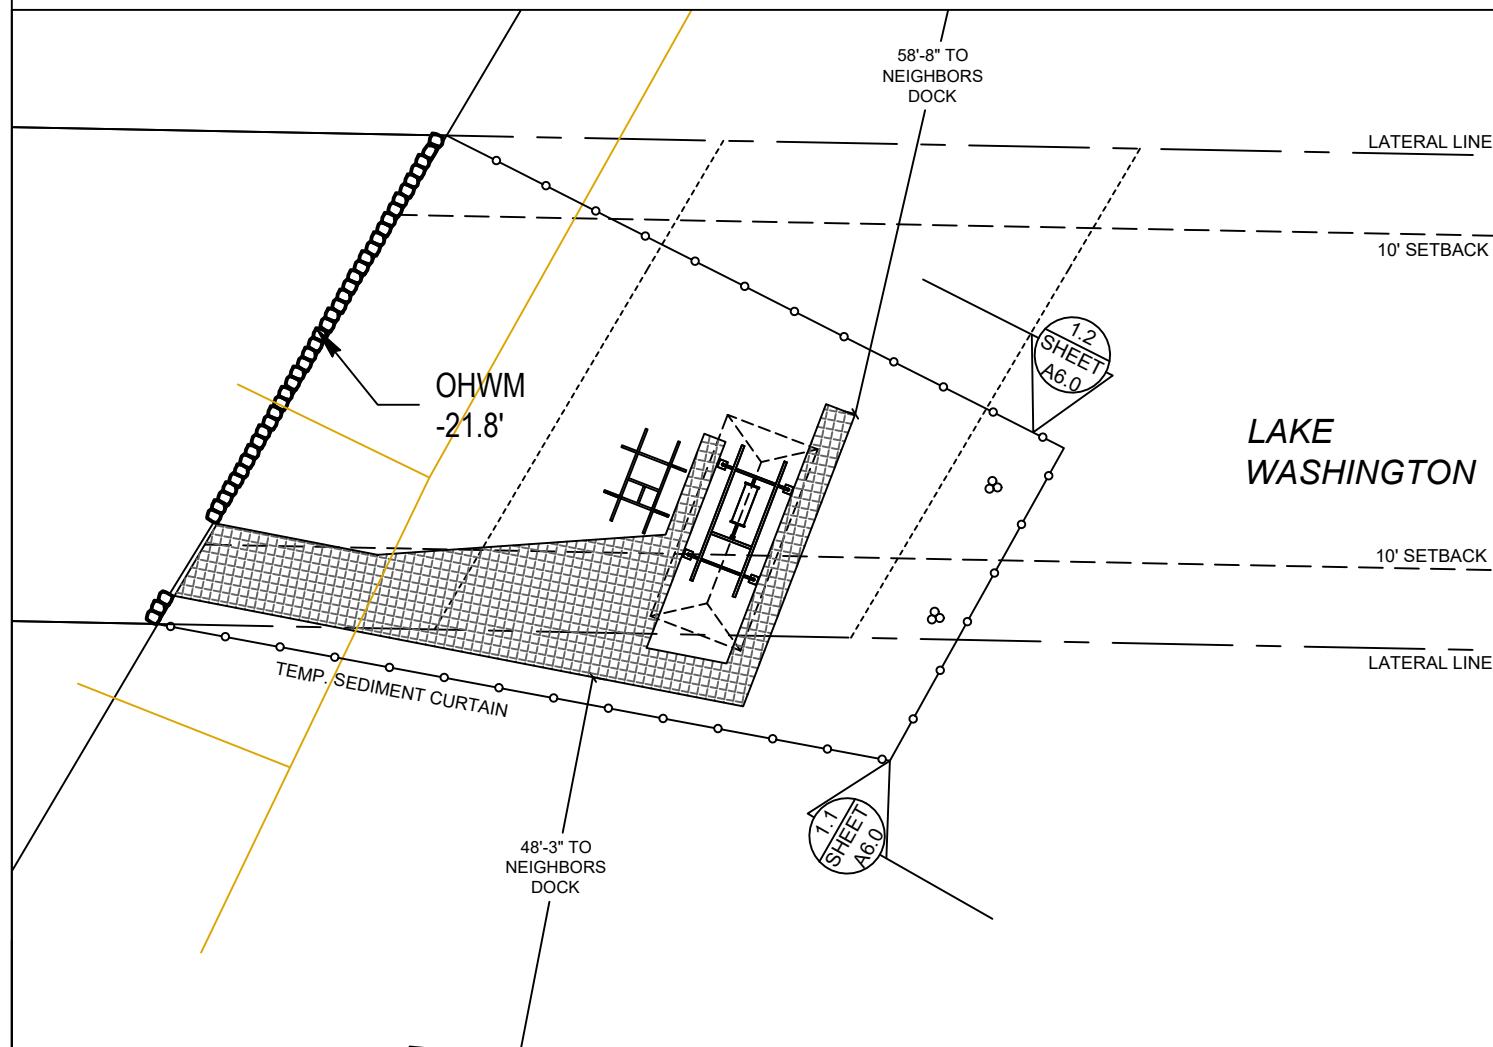 58'-8" TO
NEIGHBORS
DOCK
LATERAL LINE
10' SETBACK
1.2
SHEET
A6.0
OHWM
-21.8'
LAKE
WASHINGTON
10' SETBACK
LATERAL LINE
TEMP. SEDIMENT CURTAIN
1.1
SHEET
A6.0
48'-3" TO
NEIGHBORS
DOCK